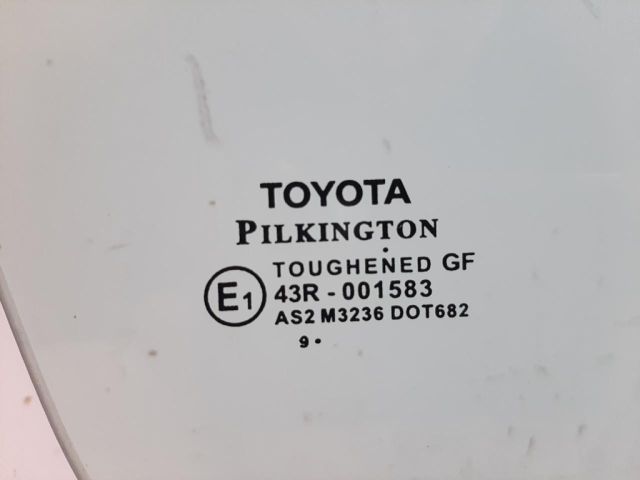 TOYOTA
PILKINGTON
TOUGHENED GF
E1 43R - 001583
AS2 M3236 DOT682
9 •